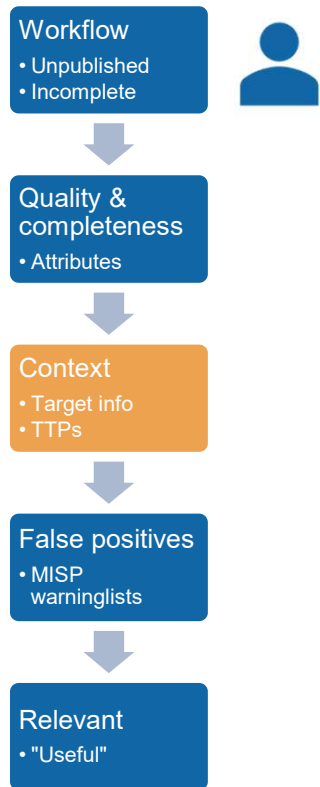 Workflow
• Unpublished
• Incomplete
Quality &
completeness
• Attributes
Context
• Target info
• TTPs
False positives
• MISP
warninglists
Relevant
• "Useful"